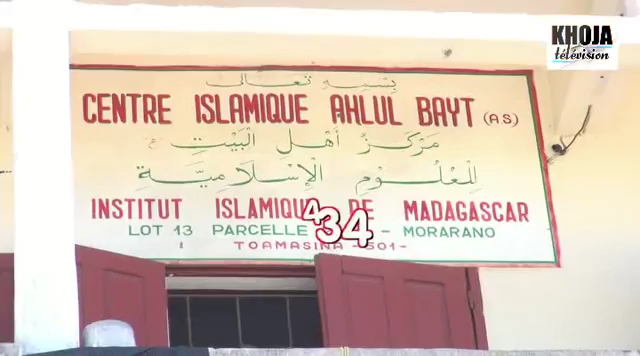 KHOJA
télévision
بسمه تعالى
CENTRE ISLAMIQUE AHLUL BAYT (AS)
مركز أهل البيت
للعلوم الإسلامية
INSTITUT ISLAMIQUE DE MADAGASCAR
LOT 13 PARCELLE - MORARANO
TOAMASINA -501-
434